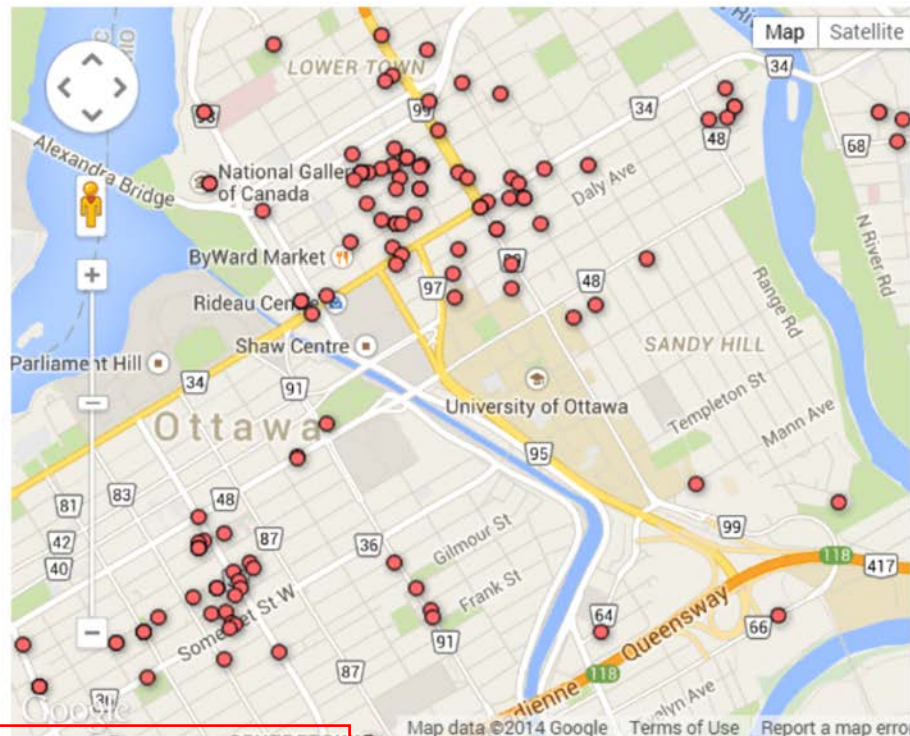 Map Satellite
LOWER TOWN
34
99
34
Alexandra Bridge
48
68
National Gallery
of Canada
Daly Ave
N River Rd
ByWard Market
48
97
Range Rd
Rideau Centre
Shaw Centre
SANDY HILL
Parliament Hill
34
91
Templeton St
University of Ottawa
Mann Ave
Ottawa
95
81
83
48
99
42
87
36
Gilmour St
118
417
40
Frank St
Somerset St W
64
Queensway
66
91
87
118
Google
Map data ©2014 Google Terms of Use Report a map error